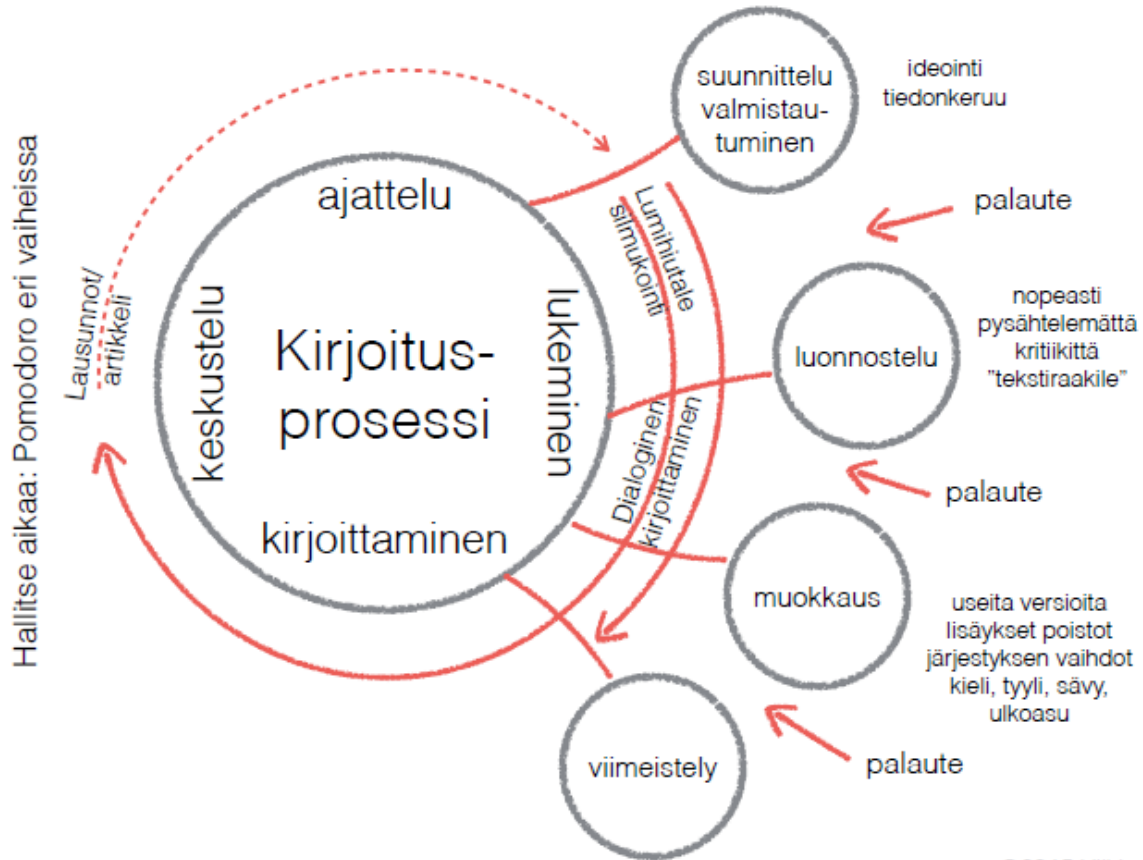 Hallitse aikaa: Pomodoro eri vaiheissa
Lausunnot/
artikkeli
ajattelu
keskustelu
lukeminen
Kirjoitus-
prosessi
kirjoittaminen
Lumihiutale
silmukointi
Dialoginen
kirjoittaminen
suunnittelu
valmistau-
tuminen
ideointi
tiedonkeruu
palaute
luonnostelu
nopeasti
pysähtelemättä
kritiikittä
"tekstiraakile"
palaute
muokkaus
useita versioita
lisäykset poistot
järjestyksen vaihdot
kieli, tyyli, sävy,
ulkoasu
palaute
viimeistely